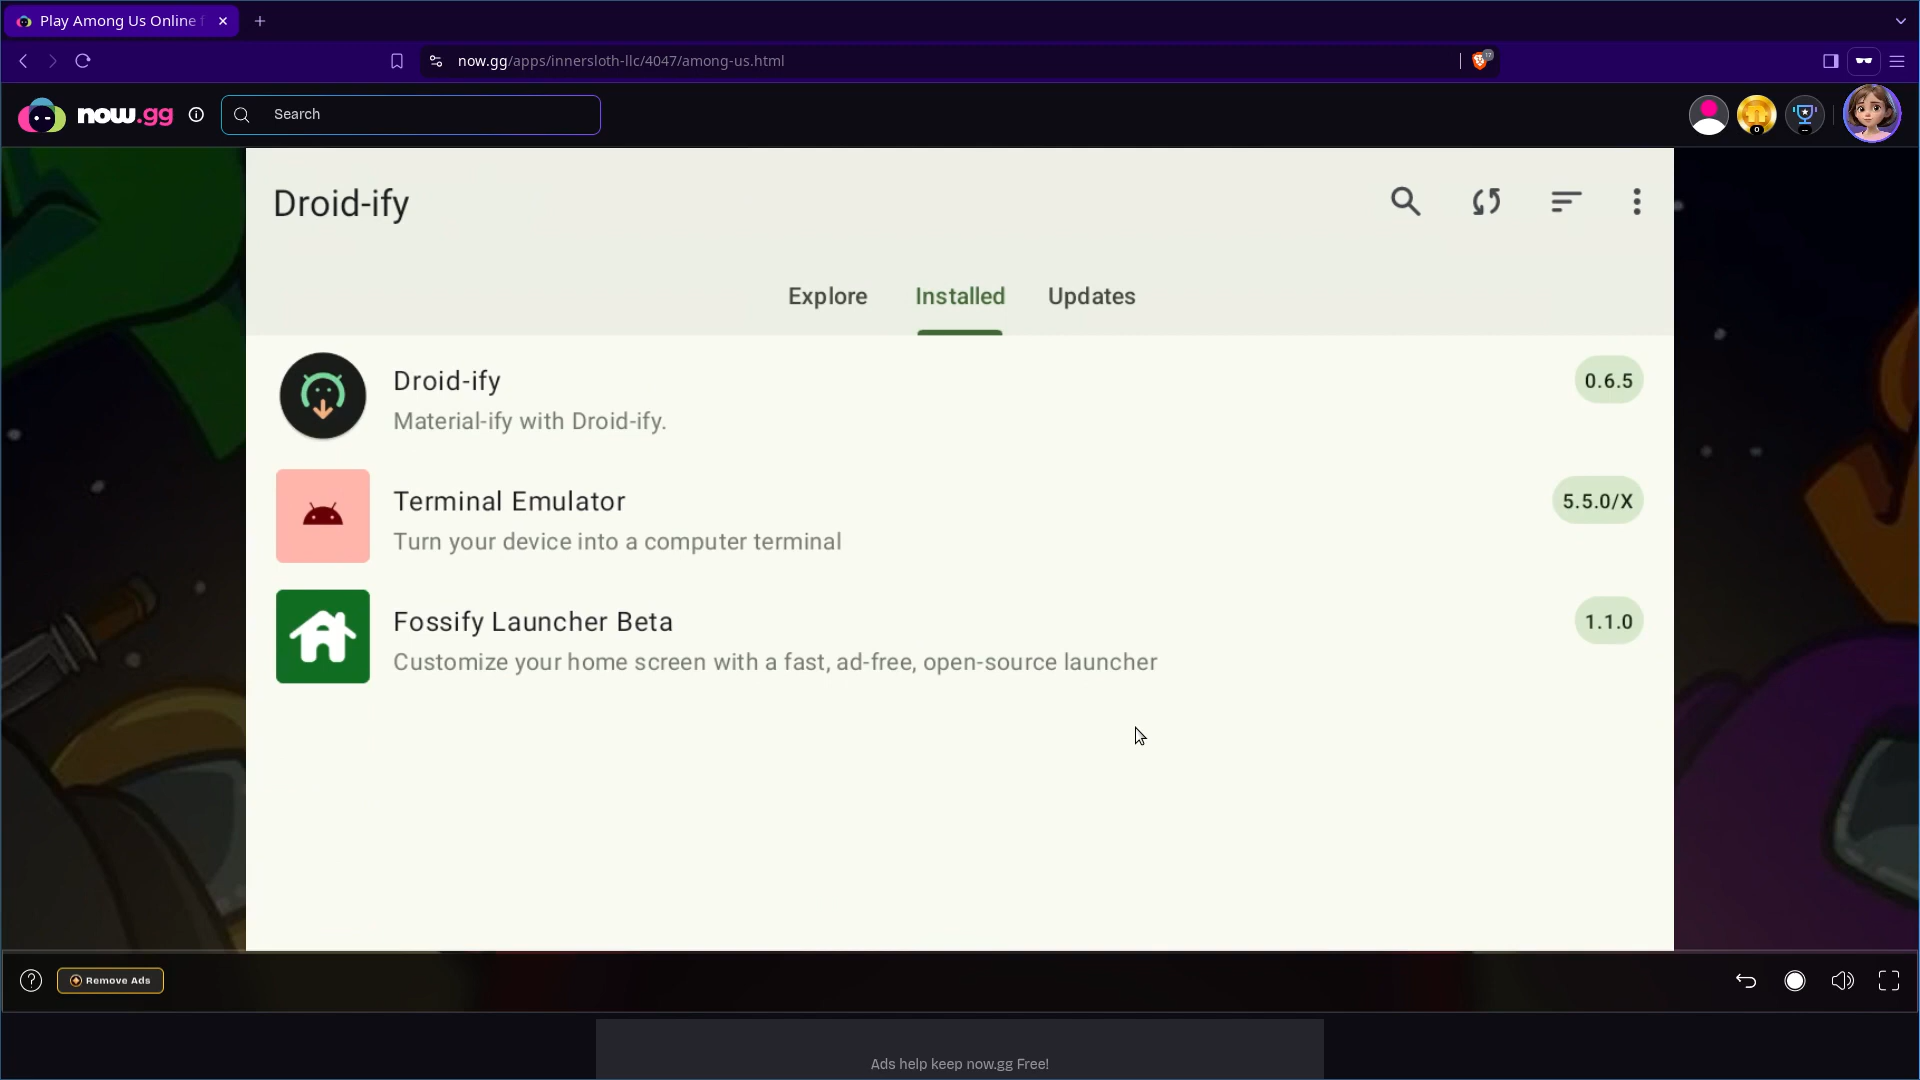 Play Among Us Online f
now.gg/apps/innersloth-llc/4047/among-us.html
17
now.gg
Search
0
--
Droid-ify
Explore
Installed
Updates
Droid-ify
0.6.5
Material-ify with Droid-ify.
Terminal Emulator
5.5.0/X
Turn your device into a computer terminal
Fossify Launcher Beta
1.1.0
Customize your home screen with a fast, ad-free, open-source launcher
Remove Ads
Ads help keep now.gg Free!